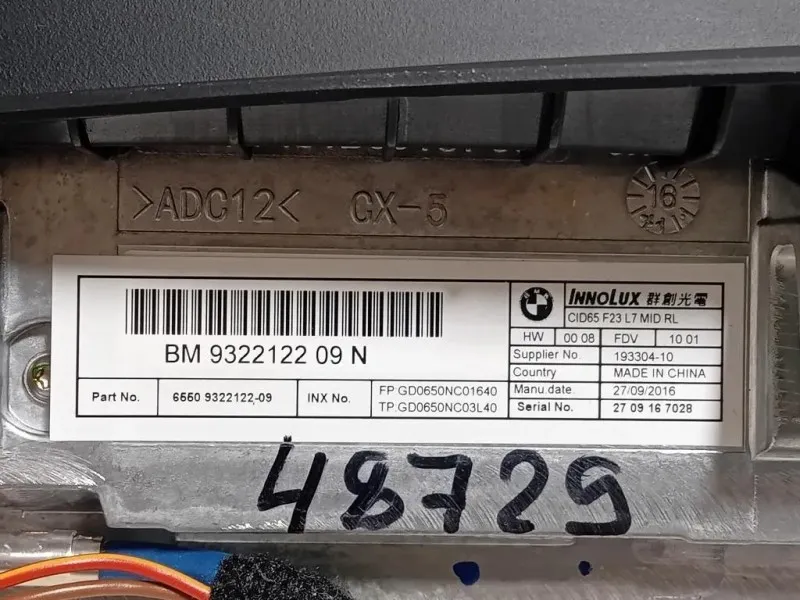 >ADC12< GX-5
16
BMW
INNOLUX 群創光電
CID65 F23 L7 MID RL
HW 00 08 FDV 10 01
Supplier No 193304-10
Country MADE IN CHINA
Manu.date. 27/09/2016
Serial No. 27 09 16 7028
BM 9322122 09 N
Part No. 6550 9322122-09 INX No. FP.GD0650NC01640
TP.GD0650NC03L40
48729